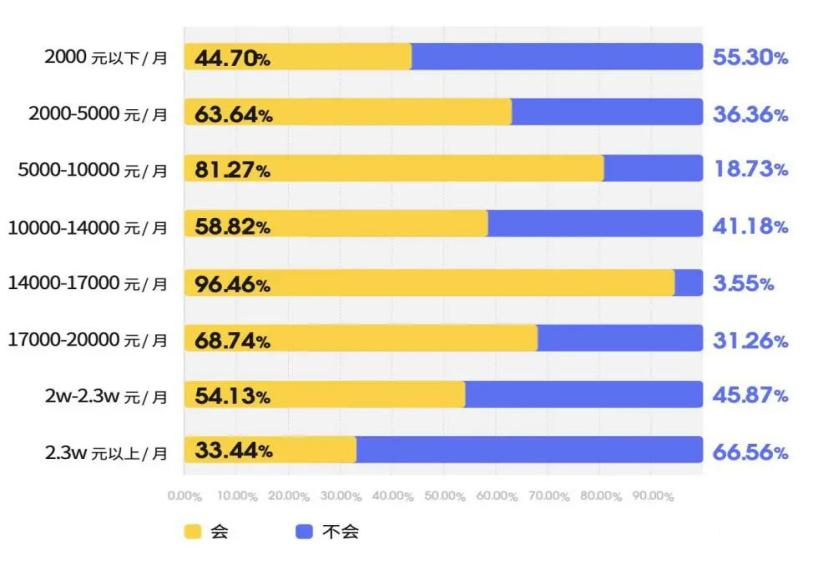 2000 元以下/月 44.70% 55.30%
2000-5000 元/月 63.64% 36.36%
5000-10000 元/月 81.27% 18.73%
10000-14000 元/月 58.82% 41.18%
14000-17000 元/月 96.46% 3.55%
17000-20000 元/月 68.74% 31.26%
2w-2.3w 元/月 54.13% 45.87%
2.3w 元以上/月 33.44% 66.56%
0.00% 10.00% 20.00% 30.00% 40.00% 50.00% 60.00% 70.00% 80.00% 90.00%
会 不会